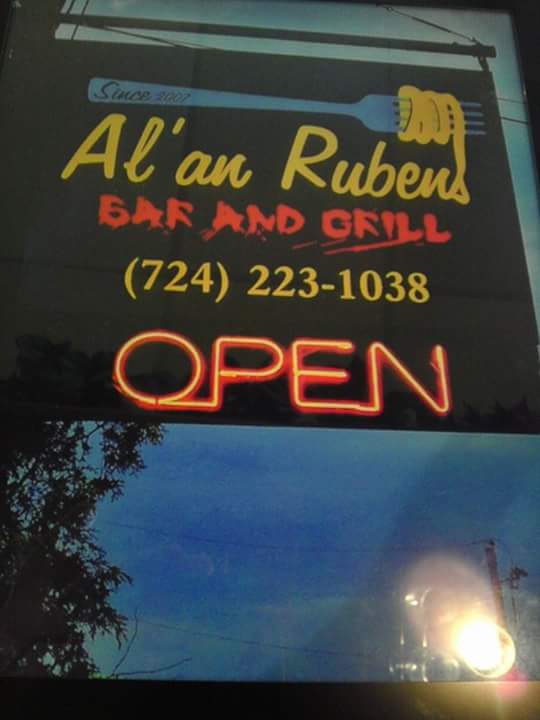 Since 2007
Al'an Rubens
BAR AND GRILL
(724) 223-1038
OPEN